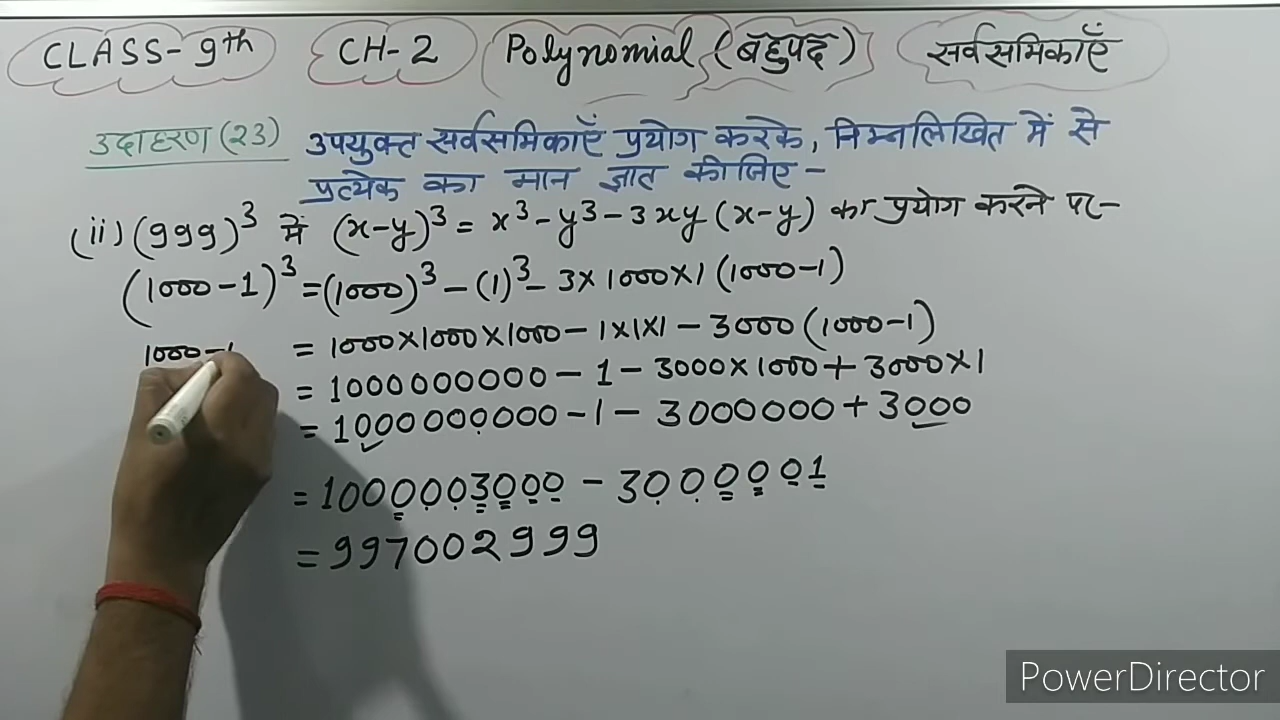 CLASS-9th CH-2 Polynomial (बहुपद) सर्वसमिकाएँ
उदाहरण (23) उपयुक्त सर्वसमिकाएँ प्रयोग करके, निम्नलिखित में से
प्रत्येक का मान ज्ञात कीजिए -
(ii) (999)³ में (x-y)³ = x³-y³-3xy(x-y) का प्रयोग करने पर-
(1000-1)³ = (1000)³-(1)³-3×1000×1(1000-1)
= 1000×1000×1000-1×1×1-3000(1000-1)
1000-1
= 1000000000-1-3000×1000+3000×1
= 1000000000-1-3000000+3000
= 1000003000-3000001
= 997002999
PowerDirector